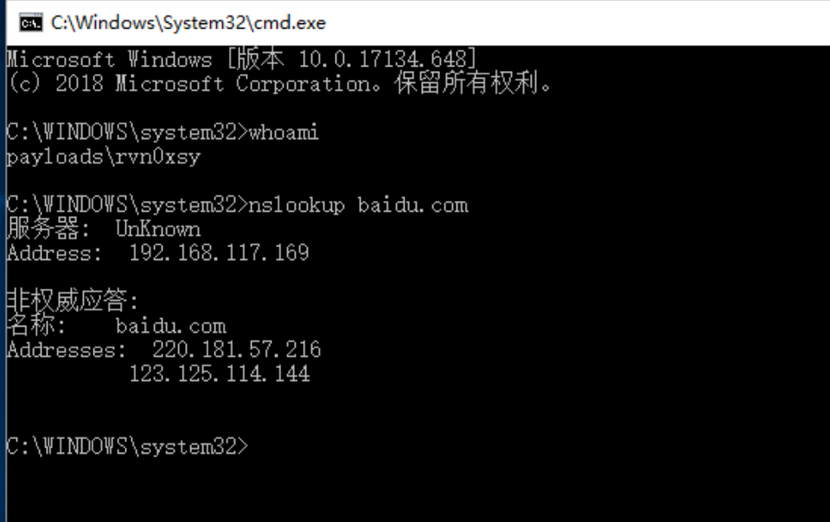 C:\Windows\System32\cmd.exe
Microsoft Windows [版本 10.0.17134.648]
(c) 2018 Microsoft Corporation。保留所有权利。
C:\WINDOWS\system32>whoami
payloads\rvn0xsy
C:\WINDOWS\system32>nslookup baidu.com
服务器:  UnKnown
Address:  192.168.117.169
非权威应答:
名称:    baidu.com
Addresses:  220.181.57.216
123.125.114.144
C:\WINDOWS\system32>